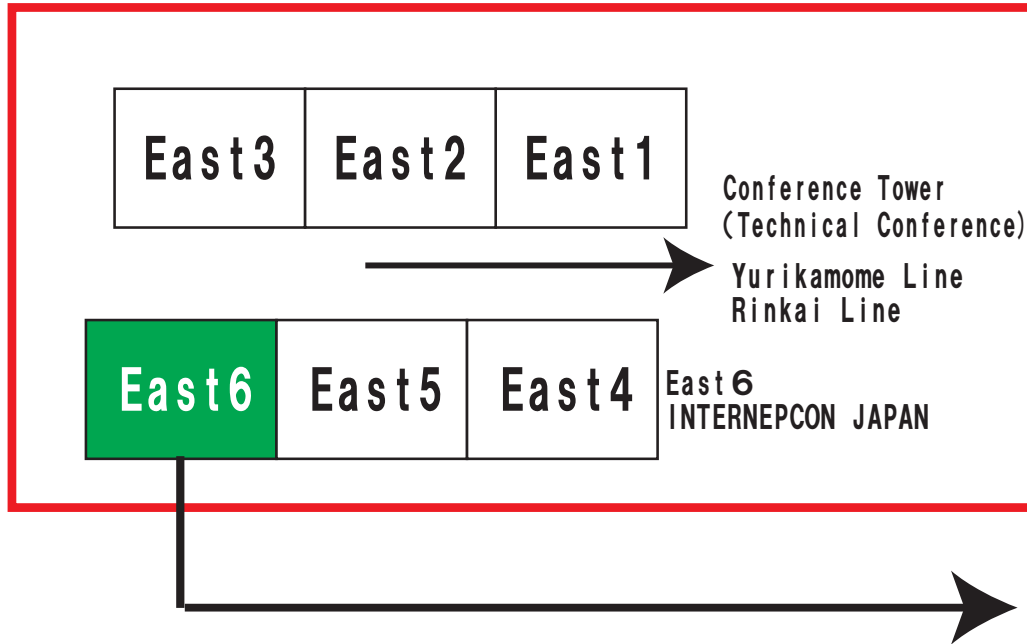 East3 East2 East1
Conference Tower
(Technical Conference)
Yurikamome Line
Rinkai Line
East6 East5 East4
East6
INTERNEPCON JAPAN